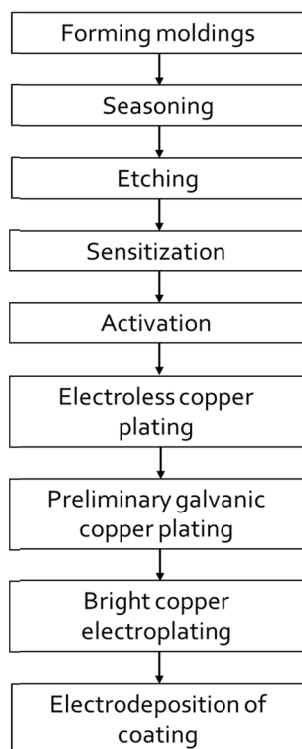 Forming moldings
Seasoning
Etching
Sensitization
Activation
Electroless copper
plating
Preliminary galvanic
copper plating
Bright copper
electroplating
Electrodeposition of
coating